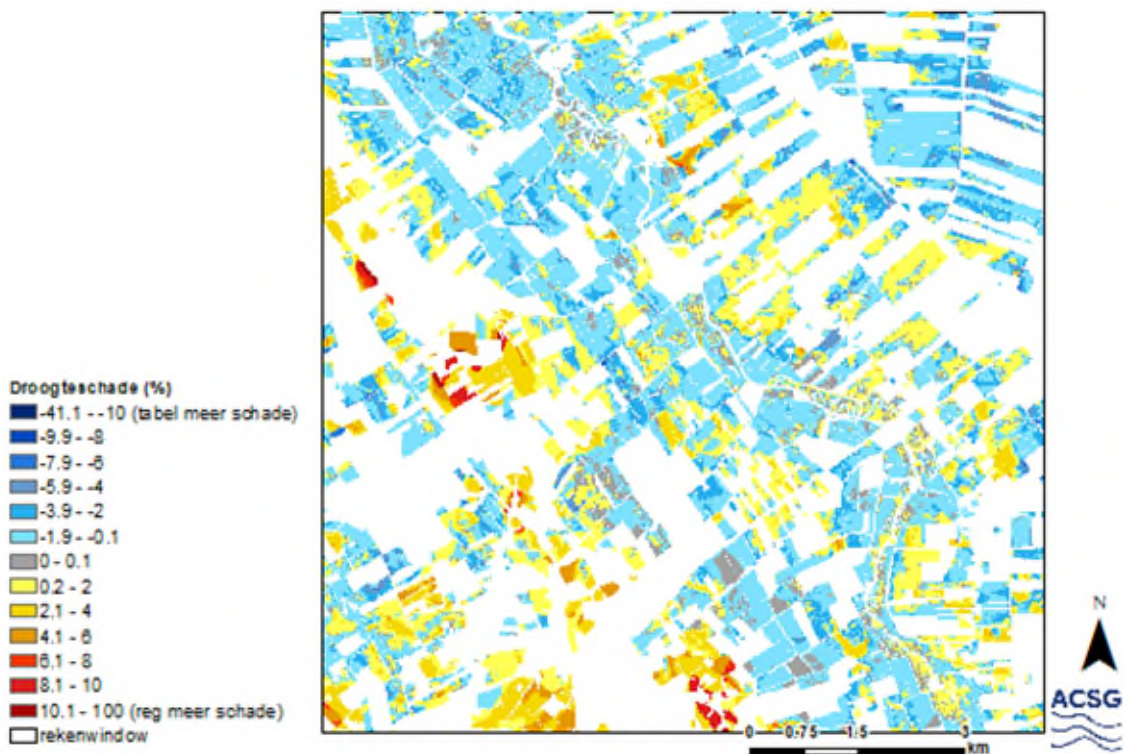 Droogteschade (%)
-41.1 - -10 (tabel meer schade)
-9.9 - -8
-7.9 - -6
-5.9 - -4
-3.9 - -2
-1.9 - -0.1
0 - 0.1
0.2 - 2
2.1 - 4
4.1 - 6
6.1 - 8
8.1 - 10
10.1 - 100 (reg meer schade)
rekenwindow
N
ACSG
0 0.75 1.5 3
km